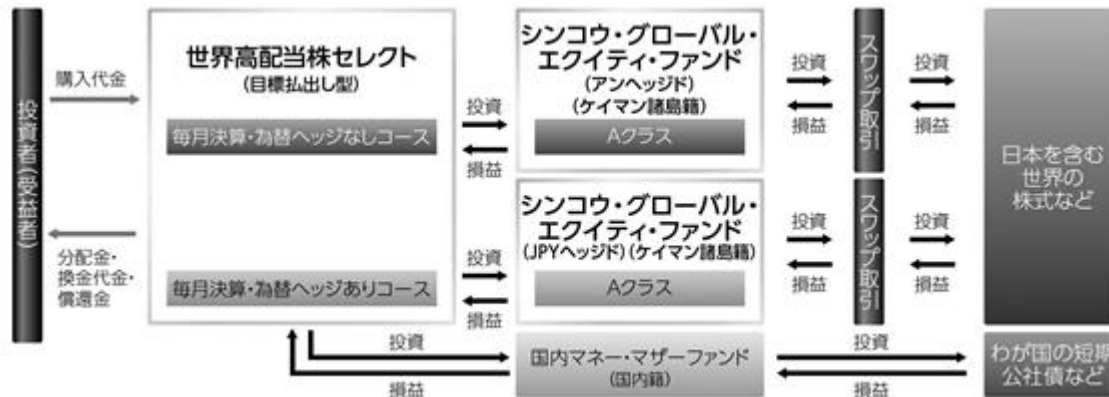 投資者(受益者)
購入代金
分配金・
換金代金・
償還金
世界高配当株セレクト
(目標払出し型)
毎月決算・為替ヘッジなしコース
毎月決算・為替ヘッジありコース
投資
損益
投資
損益
シンコウ・グローバル・
エクイティ・ファンド
(アンヘッジド)
(ケイマン諸島籍)
Aクラス
シンコウ・グローバル・
エクイティ・ファンド
(JPYヘッジド)(ケイマン諸島籍)
Aクラス
投資
損益
スワップ取引
投資
損益
投資
損益
スワップ取引
投資
損益
日本を含む
世界の
株式など
投資
損益
国内マネー・マザーファンド
(国内籍)
投資
損益
わが国の短期
公社債など